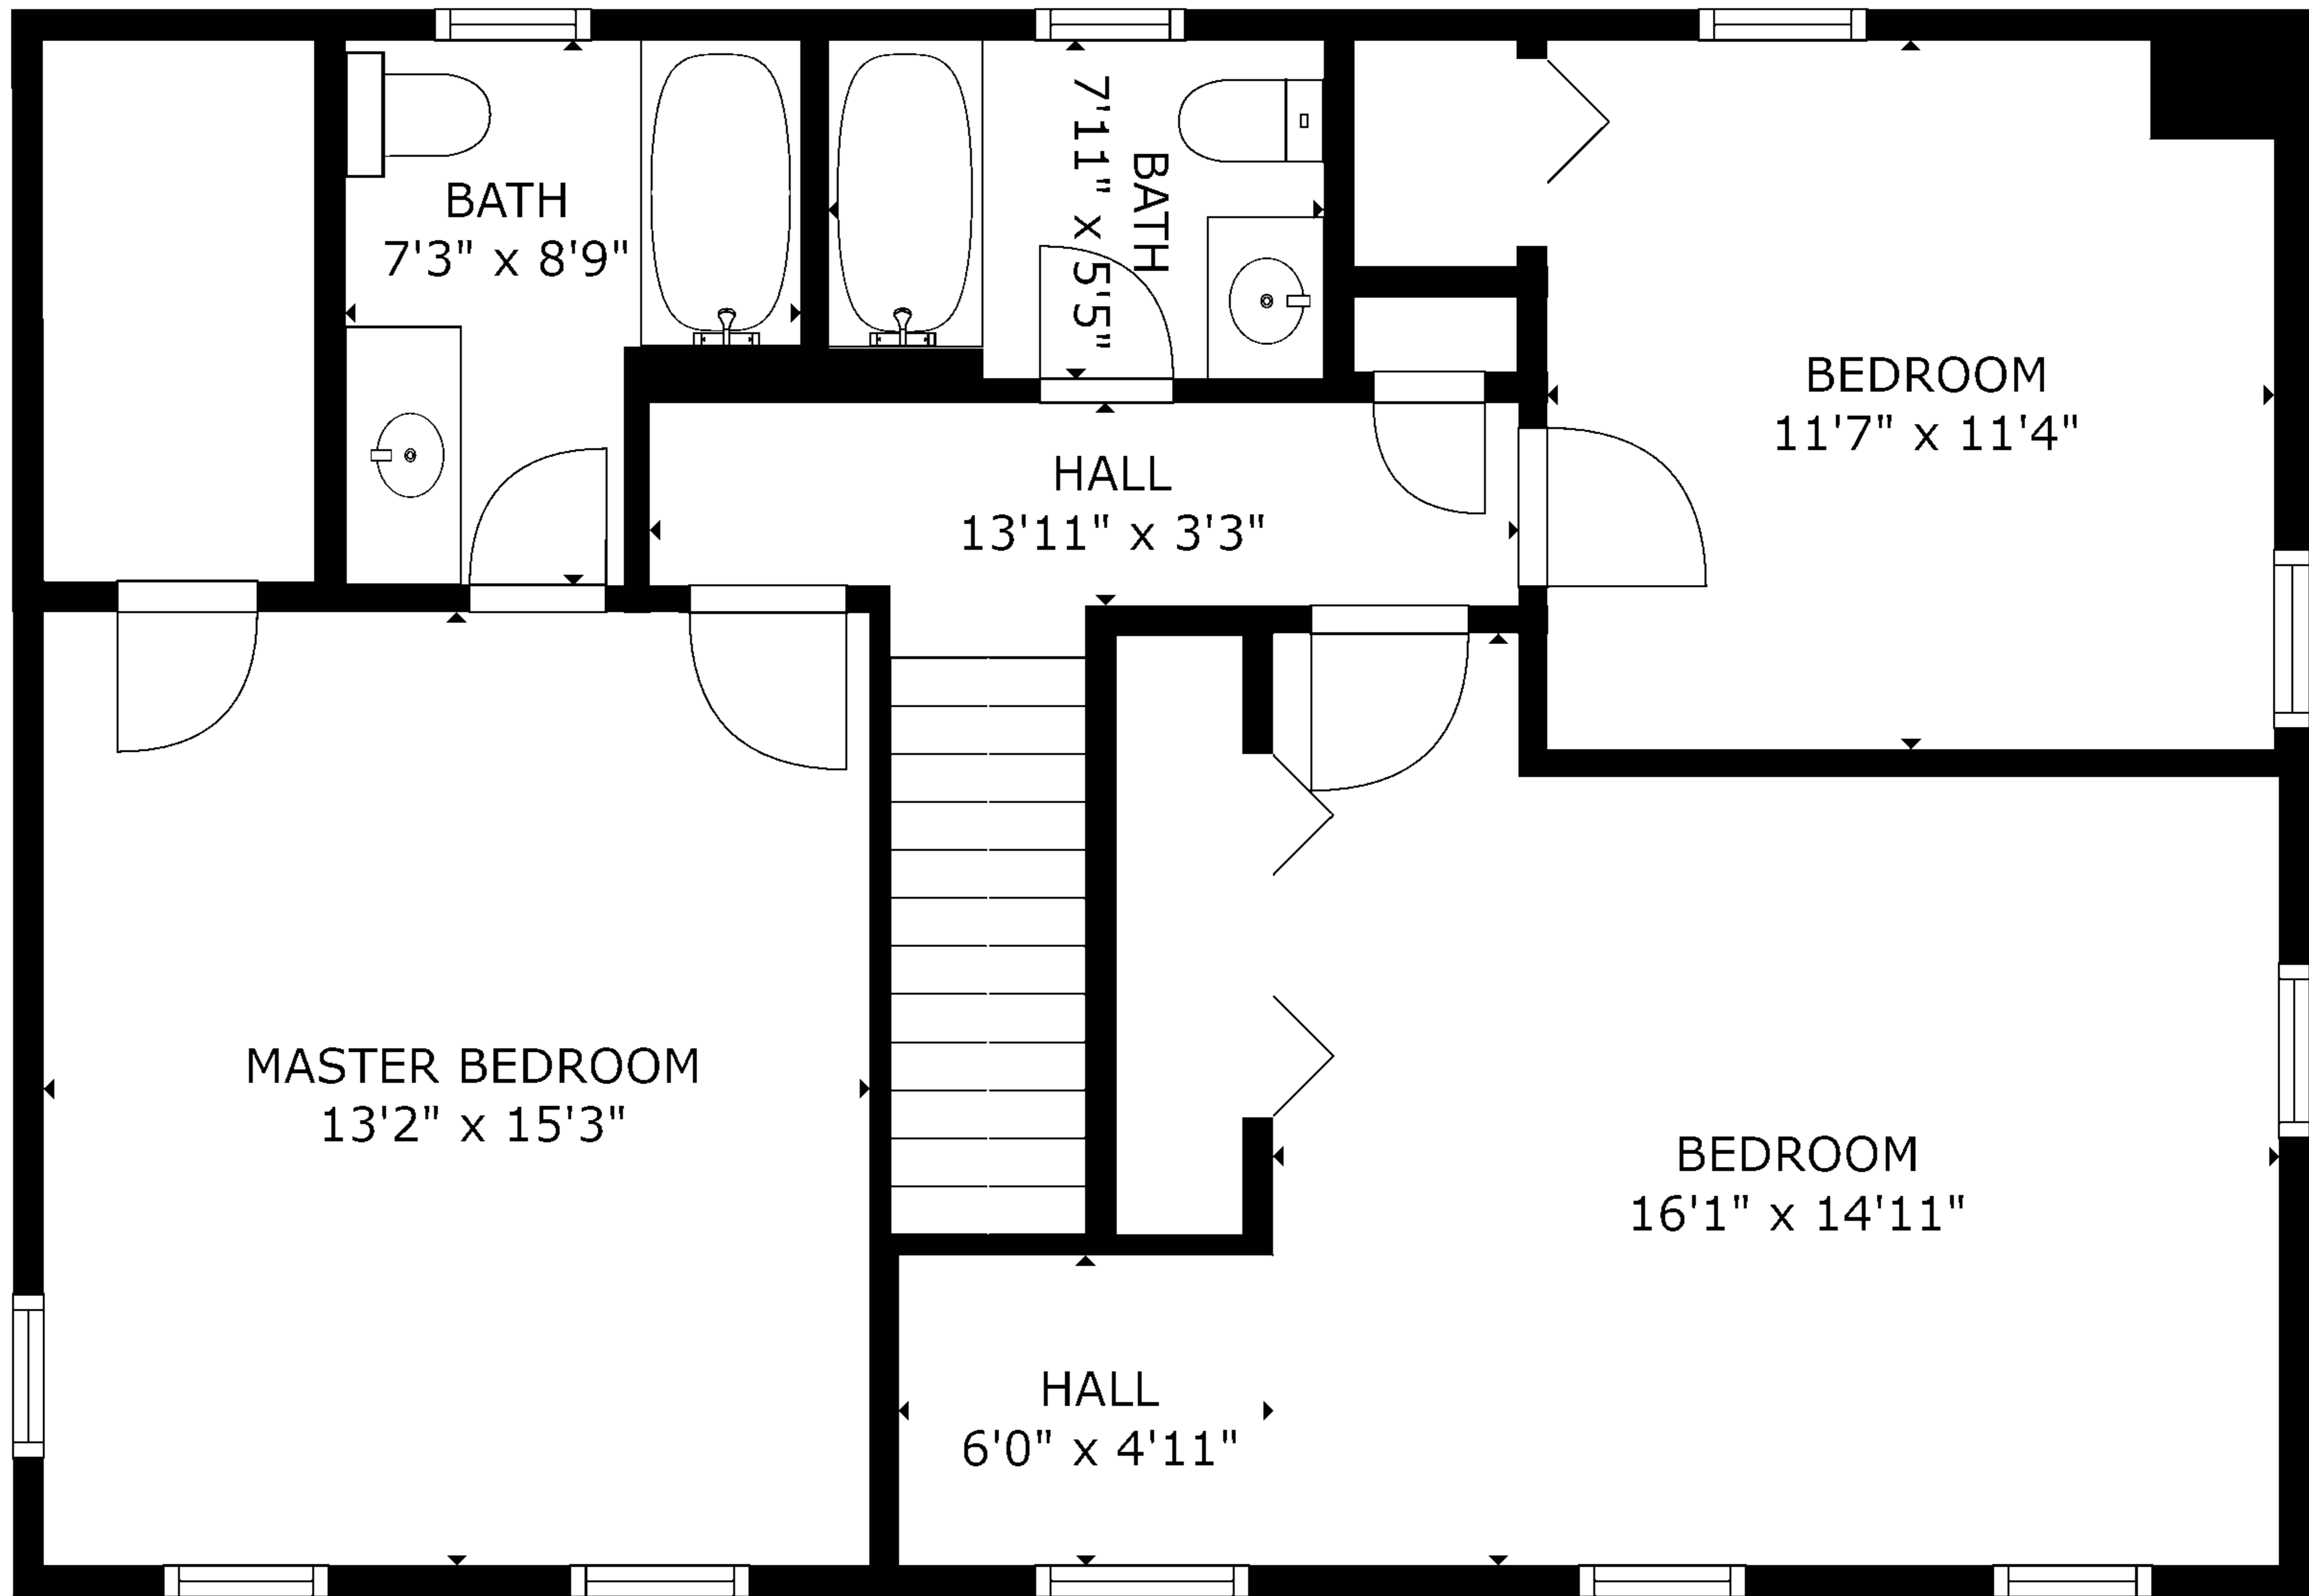 BATH
7'3" x 8'9"
BATH
7'11" x 5'5"
BEDROOM
11'7" x 11'4"
HALL
13'11" x 3'3"
MASTER BEDROOM
13'2" x 15'3"
BEDROOM
16'1" x 14'11"
HALL
6'0" x 4'11"